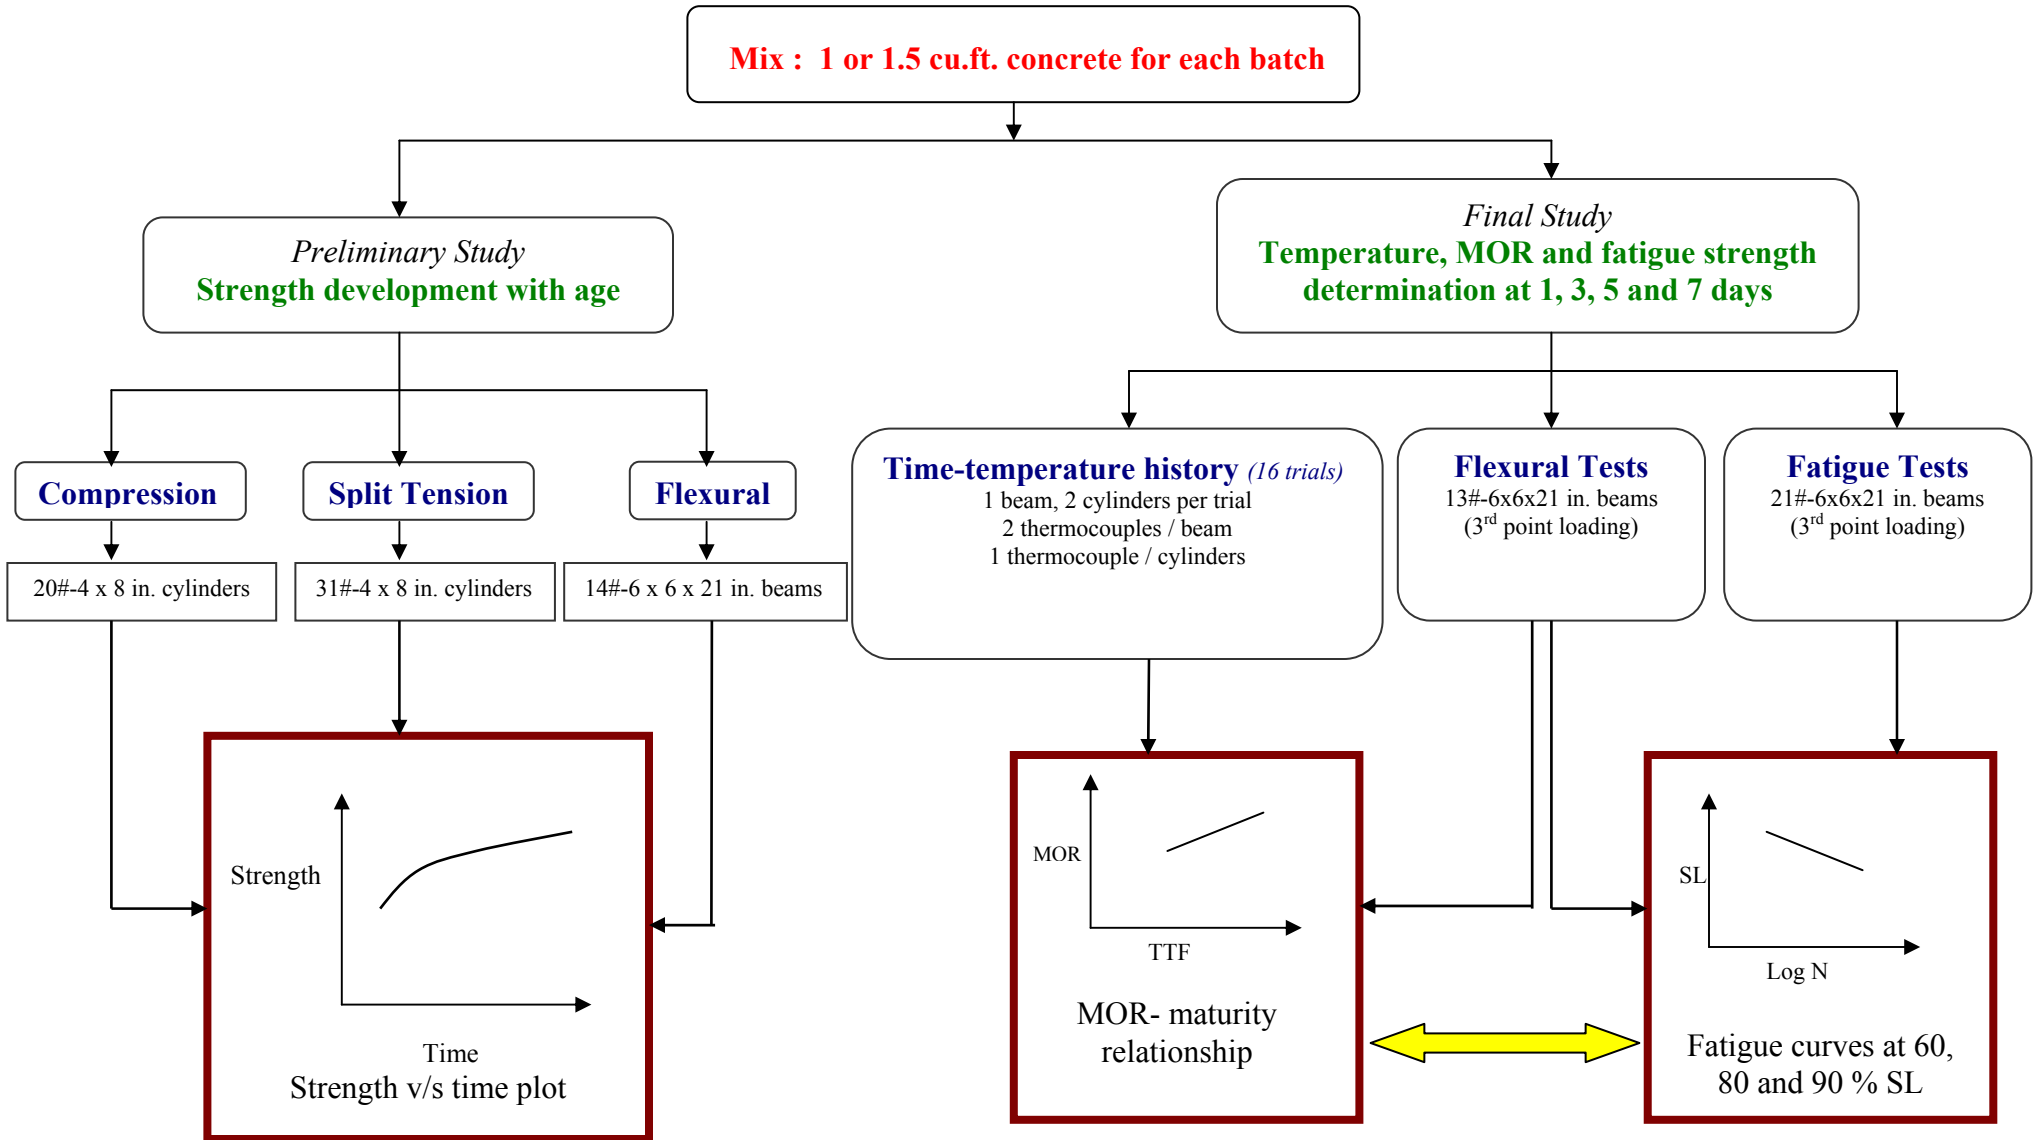 Mix : 1 or 1.5 cu.ft. concrete for each batch
Preliminary Study
Strength development with age
Final Study
Temperature, MOR and fatigue strength
determination at 1, 3, 5 and 7 days
Compression
Split Tension
Flexural
20#-4 x 8 in. cylinders
31#-4 x 8 in. cylinders
14#-6 x 6 x 21 in. beams
Time-temperature history (16 trials)
1 beam, 2 cylinders per trial
2 thermocouples / beam
1 thermocouple / cylinders
Flexural Tests
13#-6x6x21 in. beams
(3rd point loading)
Fatigue Tests
21#-6x6x21 in. beams
(3rd point loading)
Strength
Time
Strength v/s time plot
MOR
TTF
MOR- maturity
relationship
SL
Log N
Fatigue curves at 60,
80 and 90 % SL